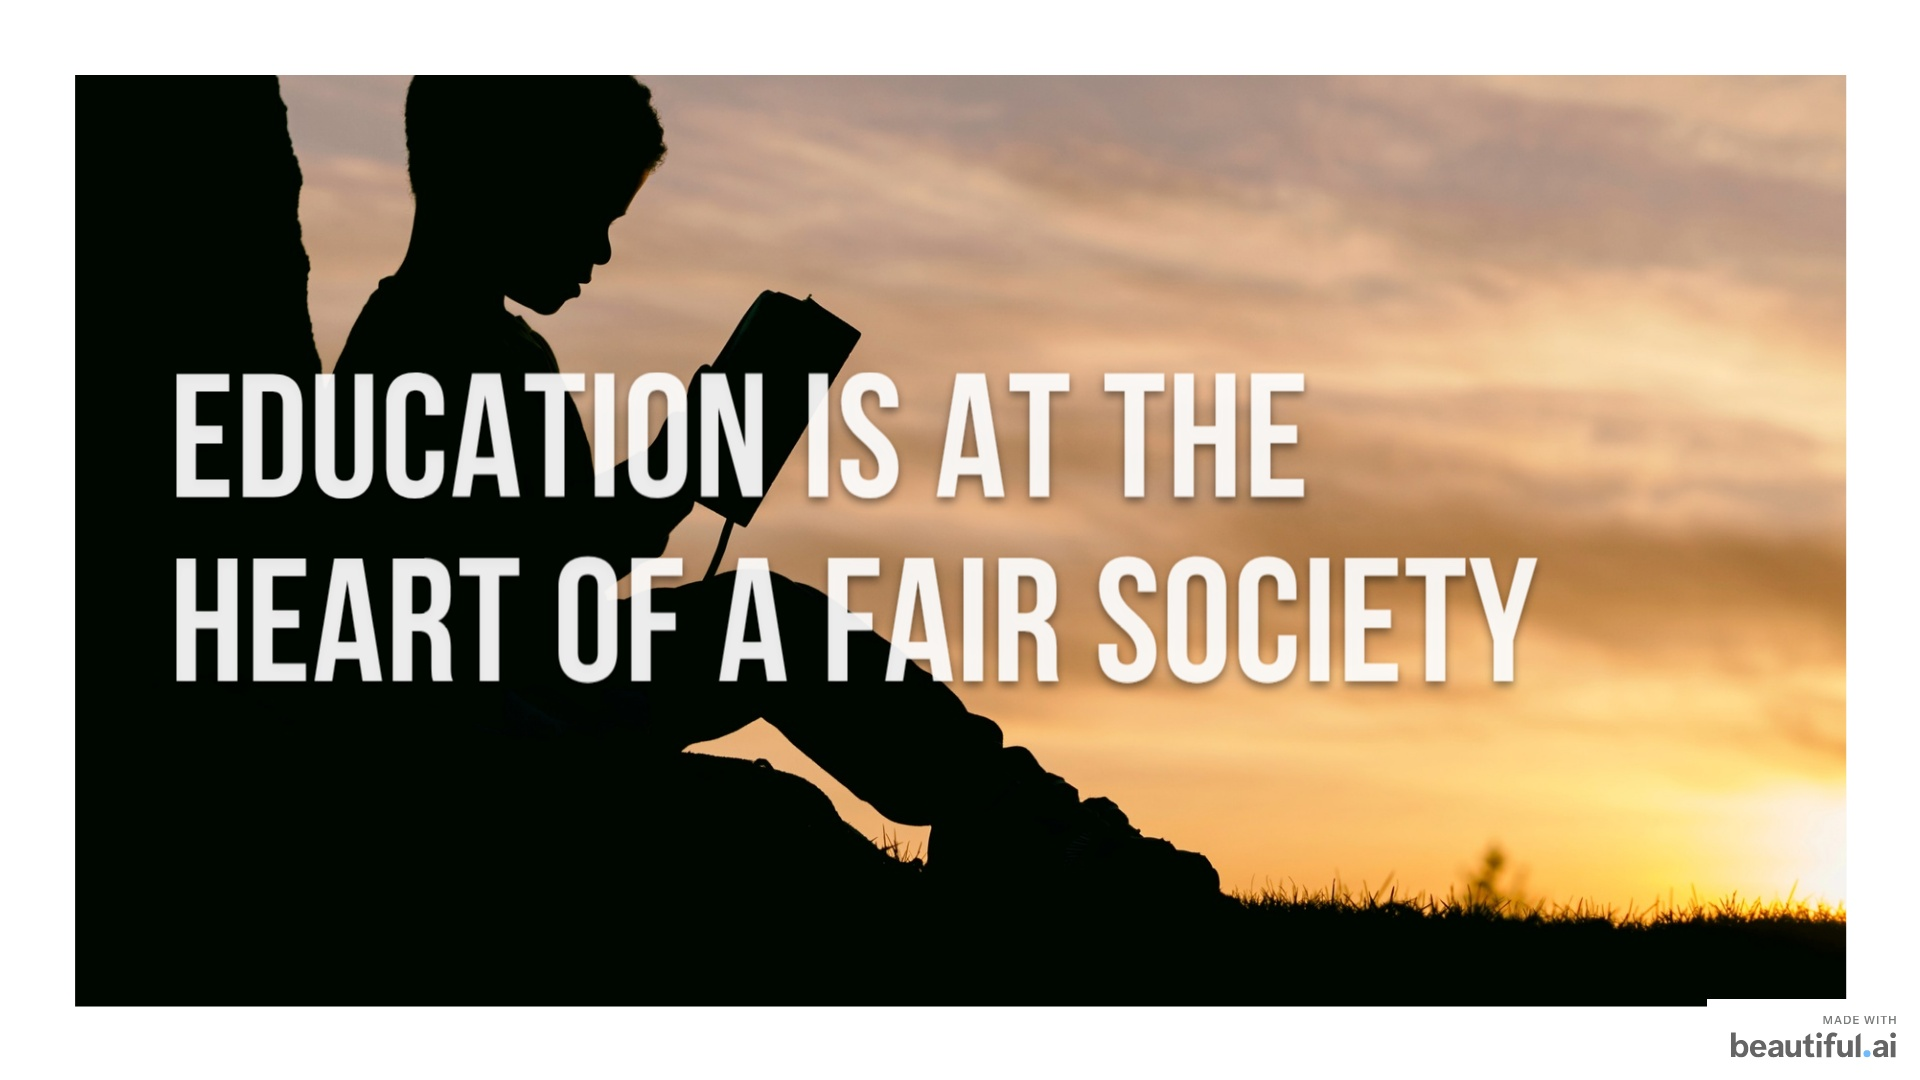 EDUCATION IS AT THE
HEART OF A FAIR SOCIETY
MADE WITH
beautiful.ai